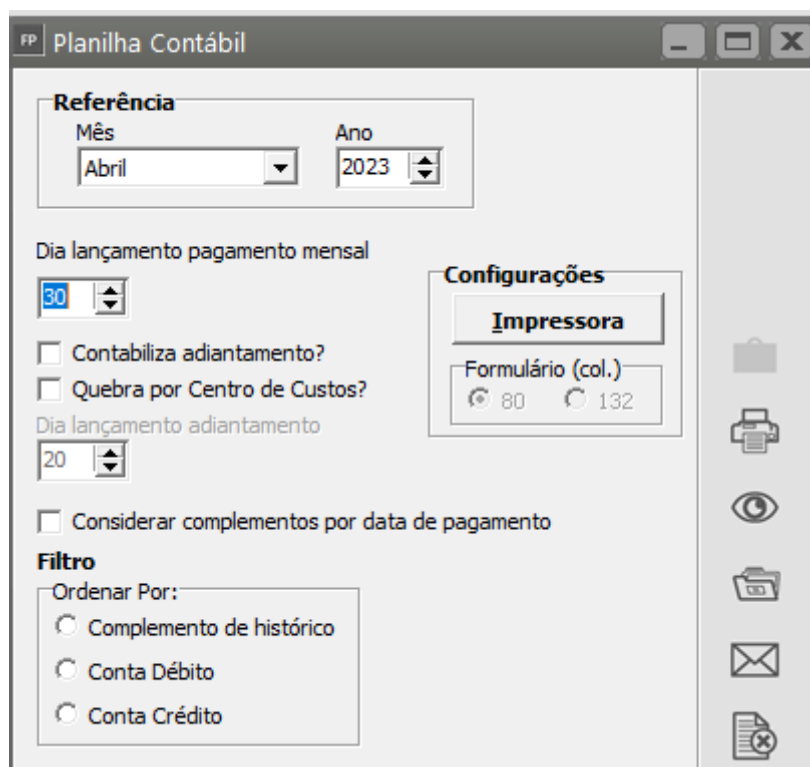 FP Planilha Contábil
Referência
Mês Ano
Abril 2023
Dia lançamento pagamento mensal
30
Configurações
Impressora
Contabiliza adiantamento?
Quebra por Centro de Custos?
Formulário (col.)
80 132
Dia lançamento adiantamento
20
Considerar complementos por data de pagamento
Filtro
Ordenar Por:
Complemento de histórico
Conta Débito
Conta Crédito